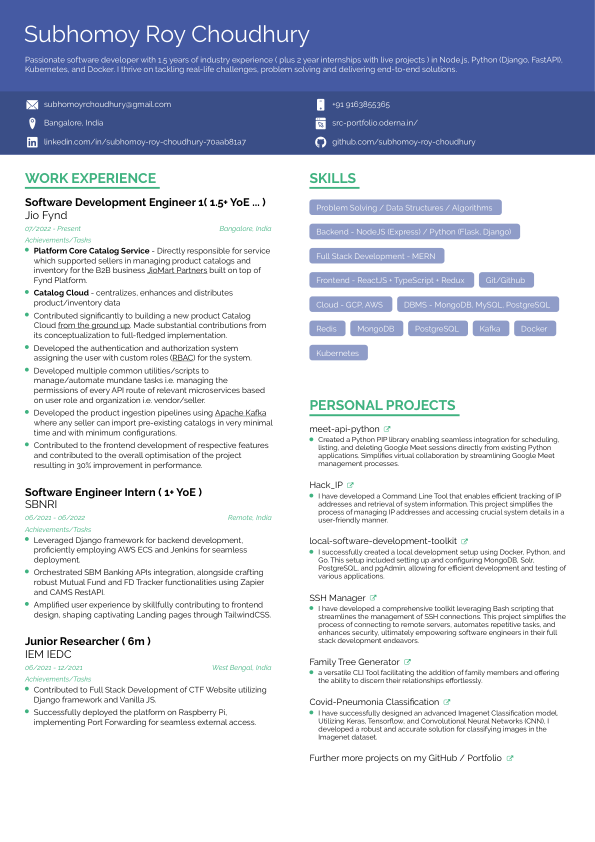 Subhomoy Roy Choudhury
Passionate software developer with 1.5 years of industry experience ( plus 2 year internships with live projects ) in Node.js, Python (Django, FastAPI),
Kubernetes, and Docker. I thrive on tackling real-life challenges, problem solving and delivering end-to-end solutions.
subhomoyrchoudhury@gmail.com
+91 9163855365
Bangalore, India
src-portfolio.oderna.in/
linkedin.com/in/subhomoy-roy-choudhury-70aab81a7
github.com/subhomoy-roy-choudhury
WORK EXPERIENCE
Software Development Engineer 1( 1.5+ YoE ... )
Jio Fynd
07/2022 - Present
Bangalore, India
Achievements/Tasks
Platform Core Catalog Service - Directly responsible for service
which supported sellers in managing product catalogs and
inventory for the B2B business JioMart Partners built on top of
Fynd Platform.
Catalog Cloud - centralizes, enhances and distributes
product/inventory data
Contributed significantly to building a new product Catalog
Cloud from the ground up. Made substantial contributions from
its conceptualization to full-fledged implementation.
Developed the authentication and authorization system
assigning the user with custom roles (RBAC) for the system.
Developed multiple common utilities/scripts to
manage/automate mundane tasks i.e. managing the
permissions of every API route of relevant microservices based
on user role and organization i.e. vendor/seller.
Developed the product ingestion pipelines using Apache Kafka
where any seller can import pre-existing catalogs in very minimal
time and with minimum configurations.
Contributed to the frontend development of respective features
and contributed to the overall optimisation of the project
resulting in 30% improvement in performance.
Software Engineer Intern ( 1+ YoE )
SBNRI
06/2021 - 06/2022
Remote, India
Achievements/Tasks
Leveraged Django framework for backend development,
proficiently employing AWS ECS and Jenkins for seamless
deployment.
Orchestrated SBM Banking APIs integration, alongside crafting
robust Mutual Fund and FD Tracker functionalities using Zapier
and CAMS RestAPI.
Amplified user experience by skillfully contributing to frontend
design, shaping captivating Landing pages through TailwindCSS.
Junior Researcher ( 6m )
IEM IEDC
06/2021 - 12/2021
West Bengal, India
Achievements/Tasks
Contributed to Full Stack Development of CTF Website utilizing
Django framework and Vanilla JS.
Successfully deployed the platform on Raspberry Pi,
implementing Port Forwarding for seamless external access.
SKILLS
Problem Solving / Data Structures / Algorithms
Backend - NodeJS (Express) / Python (Flask, Django)
Full Stack Development - MERN
Frontend - ReactJS + TypeScript + Redux
Git/Github
Cloud - GCP, AWS
DBMS - MongoDB, MySQL, PostgreSQL
Redis
MongoDB
PostgreSQL
Kafka
Docker
Kubernetes
PERSONAL PROJECTS
meet-api-python
Created a Python PIP library enabling seamless integration for scheduling,
listing, and deleting Google Meet sessions directly from existing Python
applications. Simplifies virtual collaboration by streamlining Google Meet
management processes.
Hack_IP
I have developed a Command Line Tool that enables efficient tracking of IP
addresses and retrieval of system information. This project simplifies the
process of managing IP addresses and accessing crucial system details in a
user-friendly manner.
local-software-development-toolkit
I successfully created a local development setup using Docker, Python, and
Go. This setup included setting up and configuring MongoDB, Solr,
PostgreSQL, and pgAdmin, allowing for efficient development and testing of
various applications.
SSH Manager
I have developed a comprehensive toolkit leveraging Bash scripting that
streamlines the management of SSH connections. This project simplifies the
process of connecting to remote servers, automates repetitive tasks, and
enhances security, ultimately empowering software engineers in their full
stack development endeavors.
Family Tree Generator
a versatile CLI Tool facilitating the addition of family members and offering
the ability to discern their relationships effortlessly.
Covid-Pneumonia Classification
I have successfully designed an advanced Imagenet Classification model.
Utilizing Keras, Tensorflow, and Convolutional Neural Networks (CNN), I
developed a robust and accurate solution for classifying images in the
Imagenet dataset.
Further more projects on my GitHub / Portfolio